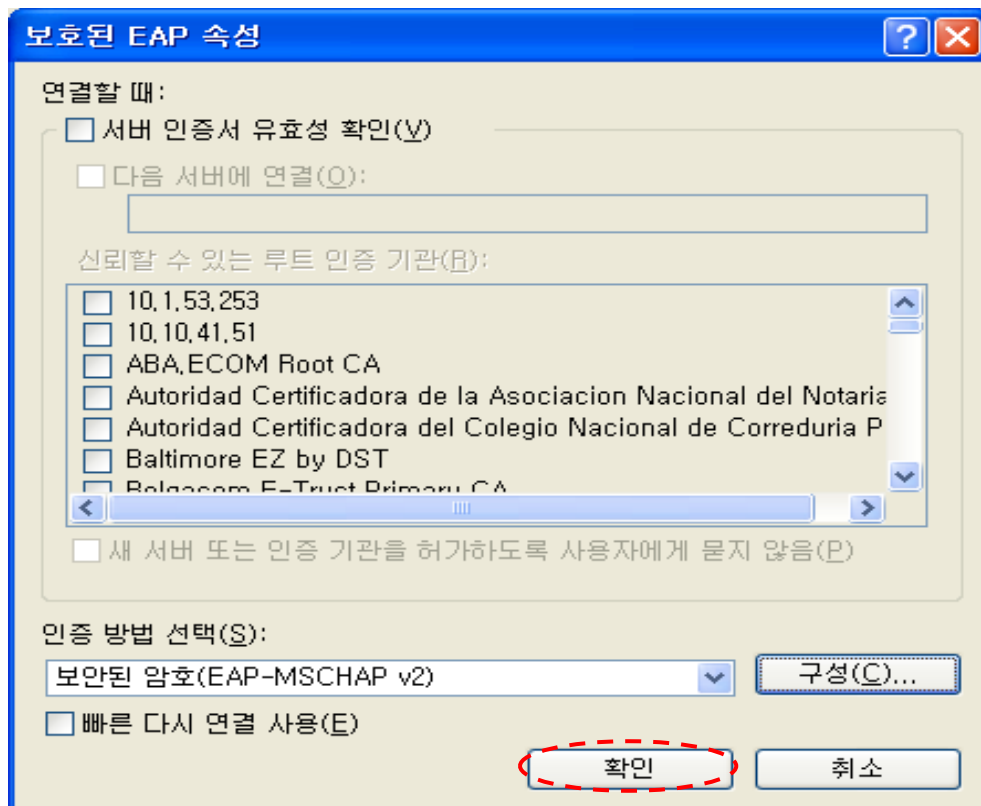 보호된 EAP 속성
연결할 때:
서버 인증서 유효성 확인(V)
다음 서버에 연결(O):
신뢰할 수 있는 루트 인증 기관(R):
10,1,53,253
10,10,41,51
ABA,ECOM Root CA
Autoridad Certificadora de la Asociacion Nacional del Notaria
Autoridad Certificadora del Colegio Nacional de Correduria P
Baltimore EZ by DST
Belgacom E-Trust Primary CA
새 서버 또는 인증 기관을 허가하도록 사용자에게 묻지 않음(P)
인증 방법 선택(S):
보안된 암호(EAP-MSCHAP v2) 구성(C)...
빠른 다시 연결 사용(E)
확인 취소